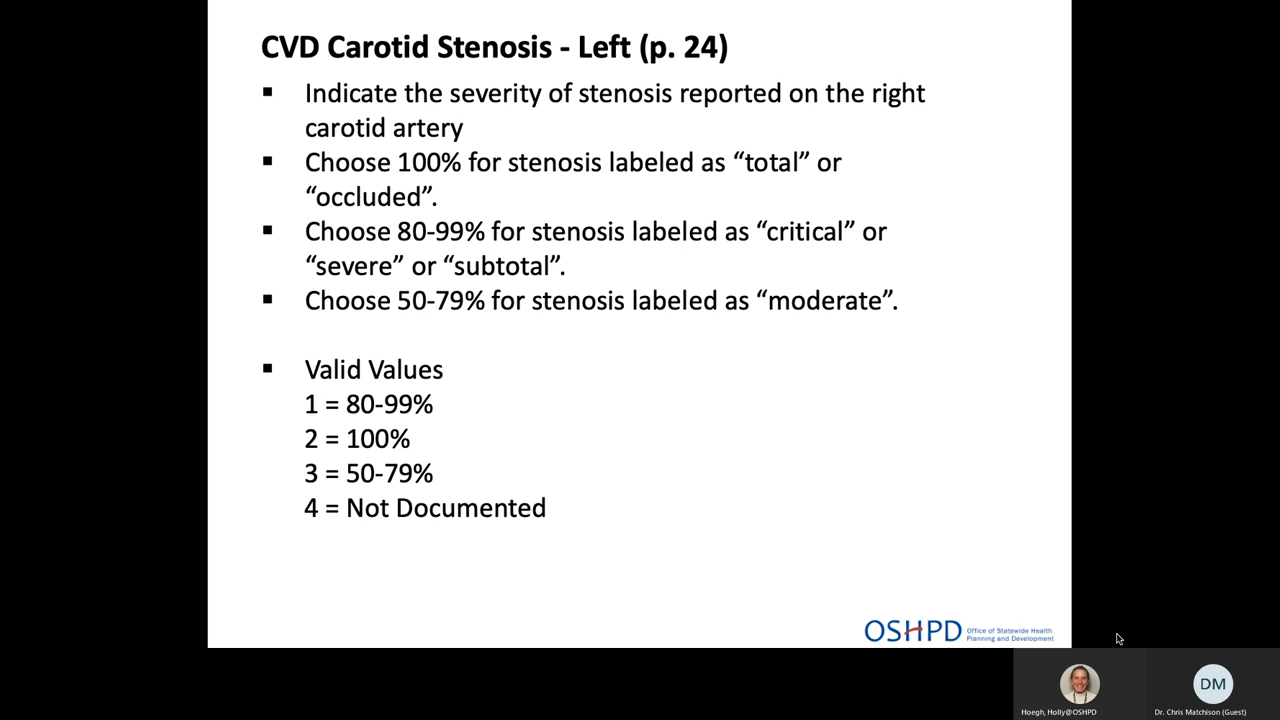 CVD Carotid Stenosis - Left (p. 24)
▪ Indicate the severity of stenosis reported on the right
carotid artery
▪ Choose 100% for stenosis labeled as “total” or
“occluded”.
▪ Choose 80-99% for stenosis labeled as “critical” or
“severe” or “subtotal”.
▪ Choose 50-79% for stenosis labeled as “moderate”.
▪ Valid Values
1 = 80-99%
2 = 100%
3 = 50-79%
4 = Not Documented
OSHPD
Office of Statewide Health
Planning and Development
DM
Hoegh, Holly@OSHPD
Dr. Chris Matchison (Guest)